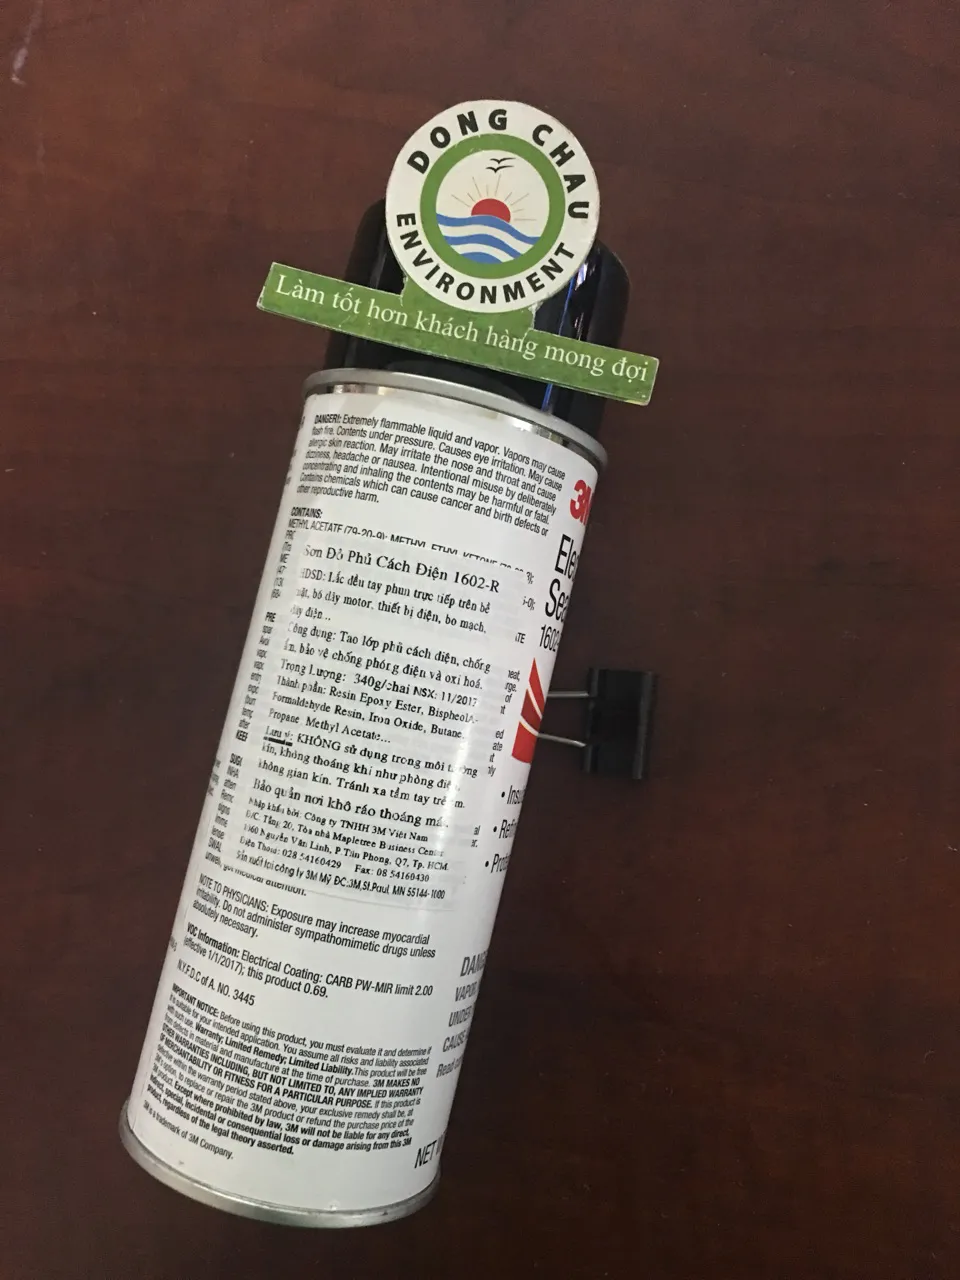 DONG CHAU
ENVIRONMENT
Làm tốt hơn khách hàng mong đợi
DANGER!: Extremely flammable liquid and vapor. Vapors may cause
flash fire. Contents under pressure. Causes eye irritation. May cause
allergic skin reaction. May irritate the nose and throat and cause
dizziness, headache or nausea. Intentional misuse by deliberately
concentrating and inhaling the contents may be harmful or fatal.
Contains chemicals which can cause cancer and birth defects or
other reproductive harm.
CONTAINS:
METHYL ACETATE (79-20-9); METHYL ETHYL KETONE
Sơn Đỏ Phủ Cách Điện 1602-R
HDSD: Lắc đều tay phun trực tiếp trên bề
mặt, bó dây motor, thiết bị điện, bo mạch,
dây điện...
Công dụng: Tạo lớp phủ cách điện, chống
ẩm, bảo vệ chống phóng điện và oxi hoá.
Trọng Lượng: 340g/chai NSX: 11/2017
Thành phần: Resin Epoxy Ester, BispheolA-
Formaldehyde Resin, Iron Oxide, Butane,
Propane, Methyl Acetate...
Lưu ý: KHÔNG sử dụng trong môi trường
kín, không thoáng khí như phòng điện,
không gian kín. Tránh xa tầm tay trẻ em.
Bảo quản nơi khô ráo thoáng mát.
Nhập khẩu bởi: Công ty TNHH 3M Việt Nam
Đ/C: Tầng 20, Tòa nhà Mapletree Business Center
1060 Nguyễn Văn Linh, P Tân Phong, Q7, Tp. HCM.
Điện Thoại: 028 54160429 Fax: 08 54160430
Sản xuất tại công ty 3M Mỹ ĐC:3M,St.Paul, MN 55144-1000
unwell, get medical attention.
NOTE TO PHYSICIANS: Exposure may increase myocardial
irritability. Do not administer sympathomimetic drugs unless
absolutely necessary.
VOC Information: Electrical Coating: CARB PW-MIR limit 2.00
(effective 1/1/2017); this product 0.69.
N.Y.F.D.C of A. NO. 3445
IMPORTANT NOTICE: Before using this product, you must evaluate it and determine if
it is suitable for your intended application. You assume all risks and liability associated
with such use. Warranty; Limited Remedy; Limited Liability. This product will be free
from defects in material and manufacture at the time of purchase. 3M MAKES NO
OTHER WARRANTIES INCLUDING, BUT NOT LIMITED TO, ANY IMPLIED WARRANTY
OF MERCHANTABILITY OR FITNESS FOR A PARTICULAR PURPOSE. If this product is
defective within the warranty period stated above, your exclusive remedy shall be, at
3M's option, to replace or repair the 3M product or refund the purchase price of the
product. Except where prohibited by law, 3M will not be liable for any direct,
indirect, special, incidental or consequential loss or damage arising from this 3M
product, regardless of the legal theory asserted.
3M is a trademark of 3M Company.
3M
1602
NET